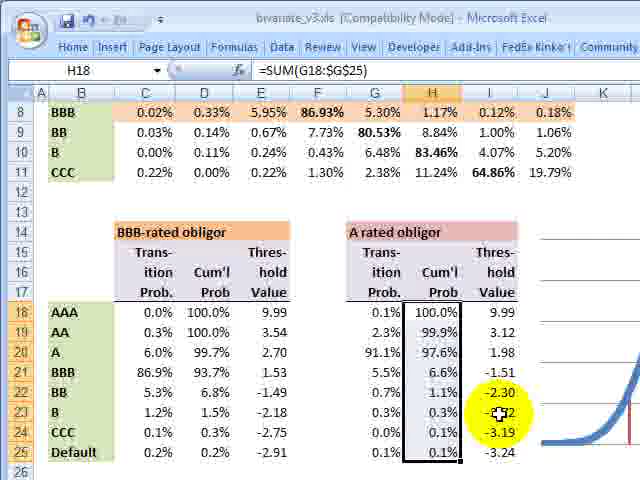 bivariate_v3.xls [Compatibility Mode] - Microsoft Excel
Home Insert Page Layout Formulas Data Review View Developer Add-Ins FedEx Kinko's Community
H18 fx =SUM(G18:$G$25)
A B C D E F G H I J K
8 BBB 0.02% 0.33% 5.95% 86.93% 5.30% 1.17% 0.12% 0.18%
9 BB 0.03% 0.14% 0.67% 7.73% 80.53% 8.84% 1.00% 1.06%
10 B 0.00% 0.11% 0.24% 0.43% 6.48% 83.46% 4.07% 5.20%
11 CCC 0.22% 0.00% 0.22% 1.30% 2.38% 11.24% 64.86% 19.79%
12
13
14 BBB-rated obligor A rated obligor
15 Trans- Thres- Trans- Thres-
16 ition Cum'l hold ition Cum'l hold
17 Prob. Prob Value Prob. Prob Value
18 AAA 0.0% 100.0% 9.99 0.1% 100.0% 9.99
19 AA 0.3% 100.0% 3.54 2.3% 99.9% 3.12
20 A 6.0% 99.7% 2.70 91.1% 97.6% 1.98
21 BBB 86.9% 93.7% 1.53 5.5% 6.6% -1.51
22 BB 5.3% 6.8% -1.49 0.7% 1.1% -2.30
23 B 1.2% 1.5% -2.18 0.3% 0.3%
24 CCC 0.1% 0.3% -2.75 0.0% 0.1% -3.19
25 Default 0.2% 0.2% -2.91 0.1% 0.1% -3.24
26